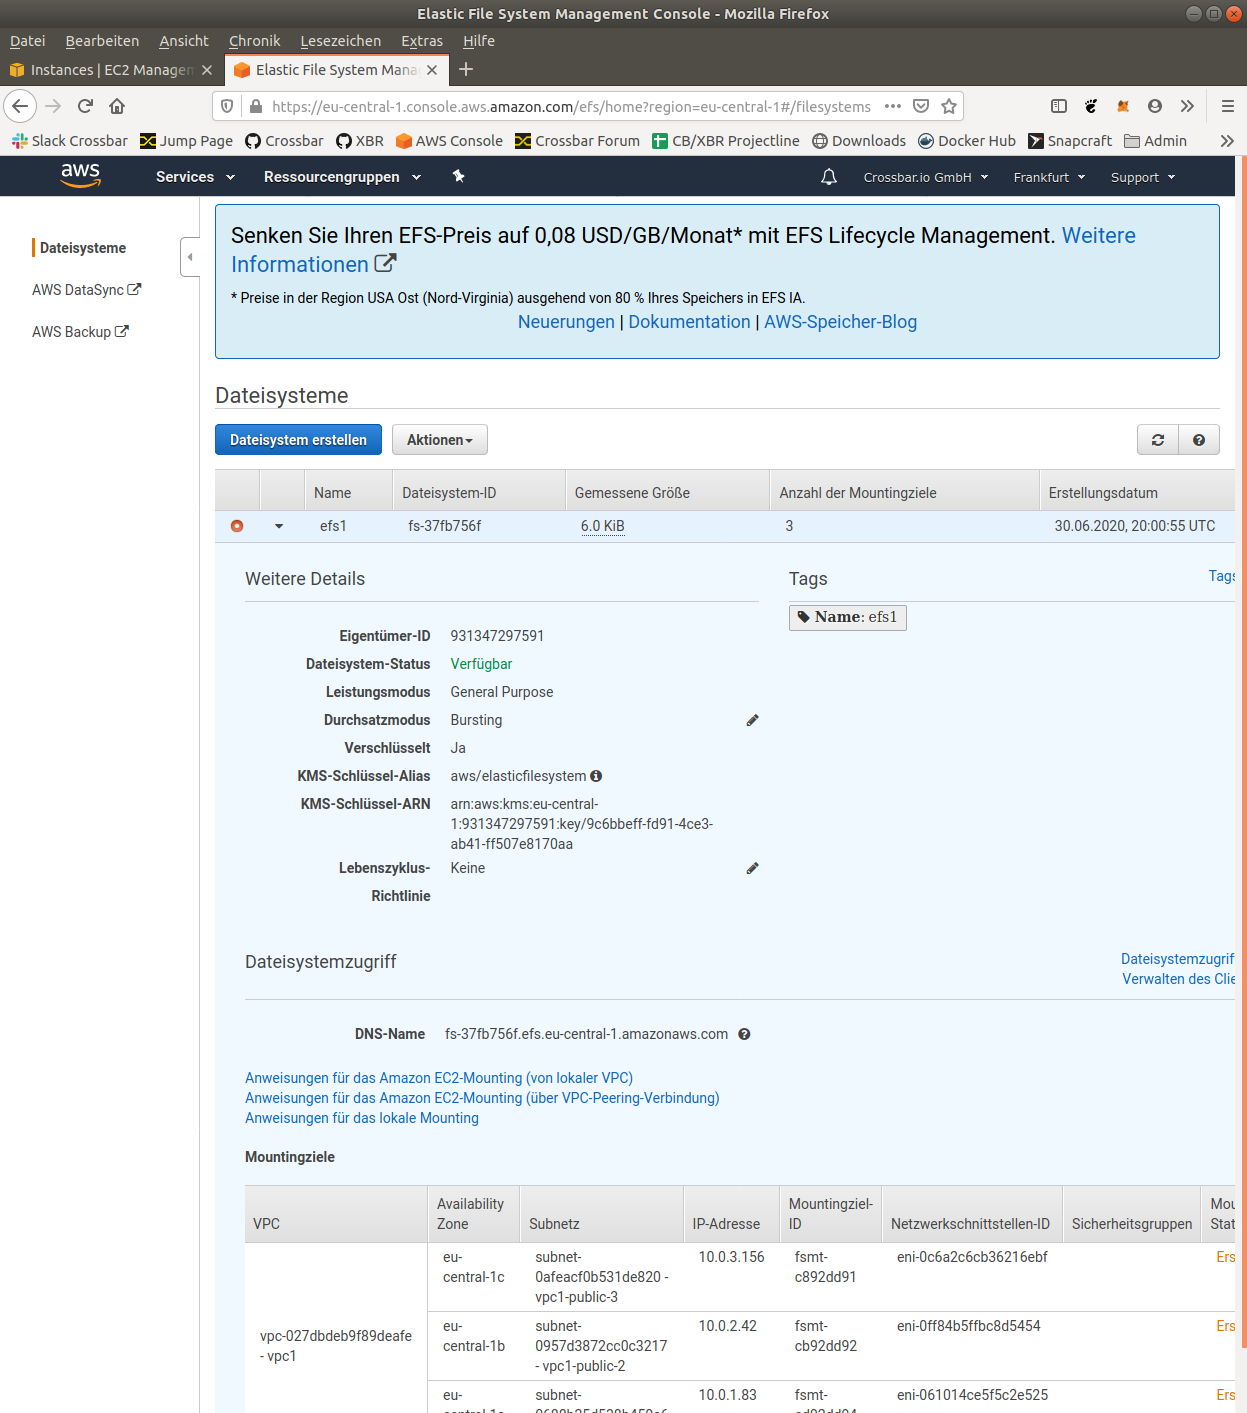 Elastic File System Management Console - Mozilla Firefox
Datei Bearbeiten Ansicht Chronik Lesezeichen Extras Hilfe
Instances | EC2 Managen
Elastic File System Mana
https://eu-central-1.console.aws.amazon.com/efs/home?region=eu-central-1#/filesystems
Slack Crossbar Jump Page Crossbar XBR AWS Console Crossbar Forum CB/XBR Projectline Downloads Docker Hub Snapcraft Admin
aws Services Ressourcengruppen Crossbar.io GmbH Frankfurt Support
Dateisysteme
AWS DataSync
AWS Backup
Senken Sie Ihren EFS-Preis auf 0,08 USD/GB/Monat* mit EFS Lifecycle Management. Weitere
Informationen
* Preise in der Region USA Ost (Nord-Virginia) ausgehend von 80 % Ihres Speichers in EFS IA.
Neuerungen | Dokumentation | AWS-Speicher-Blog
Dateisysteme
Dateisystem erstellen Aktionen
Name Dateisystem-ID Gemessene Größe Anzahl der Mountingziele Erstellungsdatum
efs1 fs-37fb756f 6.0 KiB 3 30.06.2020, 20:00:55 UTC
Weitere Details
Eigentümer-ID 931347297591
Dateisystem-Status Verfügbar
Leistungsmodus General Purpose
Durchsatzmodus Bursting
Verschlüsselt Ja
KMS-Schlüssel-Alias aws/elasticfilesystem
KMS-Schlüssel-ARN arn:aws:kms:eu-central-
1:931347297591:key/9c6bbeff-fd91-4ce3-
ab41-ff507e8170aa
Lebenszyklus- Keine
Richtlinie
Tags Tags
Name: efs1
Dateisystemzugriff
Dateisystemzugrif
Verwalten des Clie
DNS-Name fs-37fb756f.efs.eu-central-1.amazonaws.com
Anweisungen für das Amazon EC2-Mounting (von lokaler VPC)
Anweisungen für das Amazon EC2-Mounting (über VPC-Peering-Verbindung)
Anweisungen für das lokale Mounting
Mountingziele
Availability Mountingziel- Mou
VPC Zone Subnetz IP-Adresse ID Netzwerkschnittstellen-ID Sicherheitsgruppen Stat
eu- subnet- 10.0.3.156 fsmt- eni-0c6a2c6cb36216ebf Ers
central-1c 0afeacf0b531de820 - c892dd91
vpc1-public-3
vpc-027dbdeb9f89deafe
- vpc1
eu- subnet- 10.0.2.42 fsmt- eni-0ff84b5ffbc8d5454 Ers
central-1b 0957d3872cc0c3217 cb92dd92
- vpc1-public-2
eu- subnet- 10.0.1.83 fsmt- eni-061014ce5f5c2e525 Ers